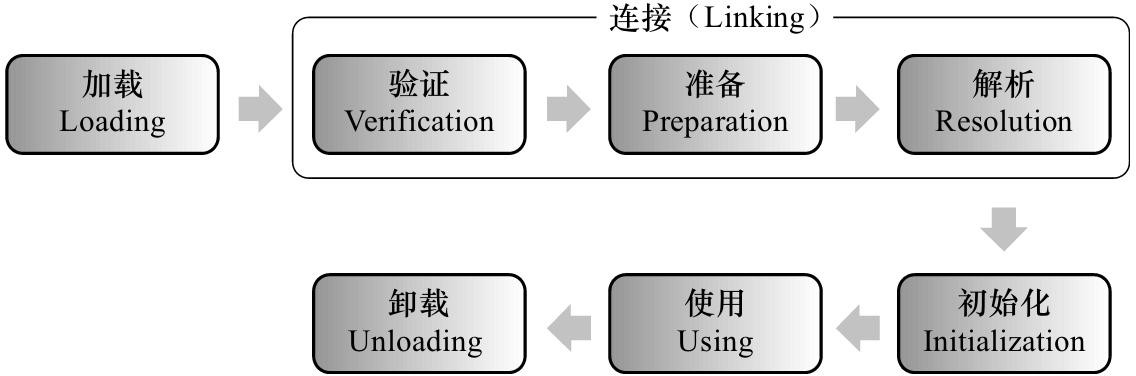 连接（Linking）
加载
Loading
验证
Verification
准备
Preparation
解析
Resolution
卸载
Unloading
使用
Using
初始化
Initialization